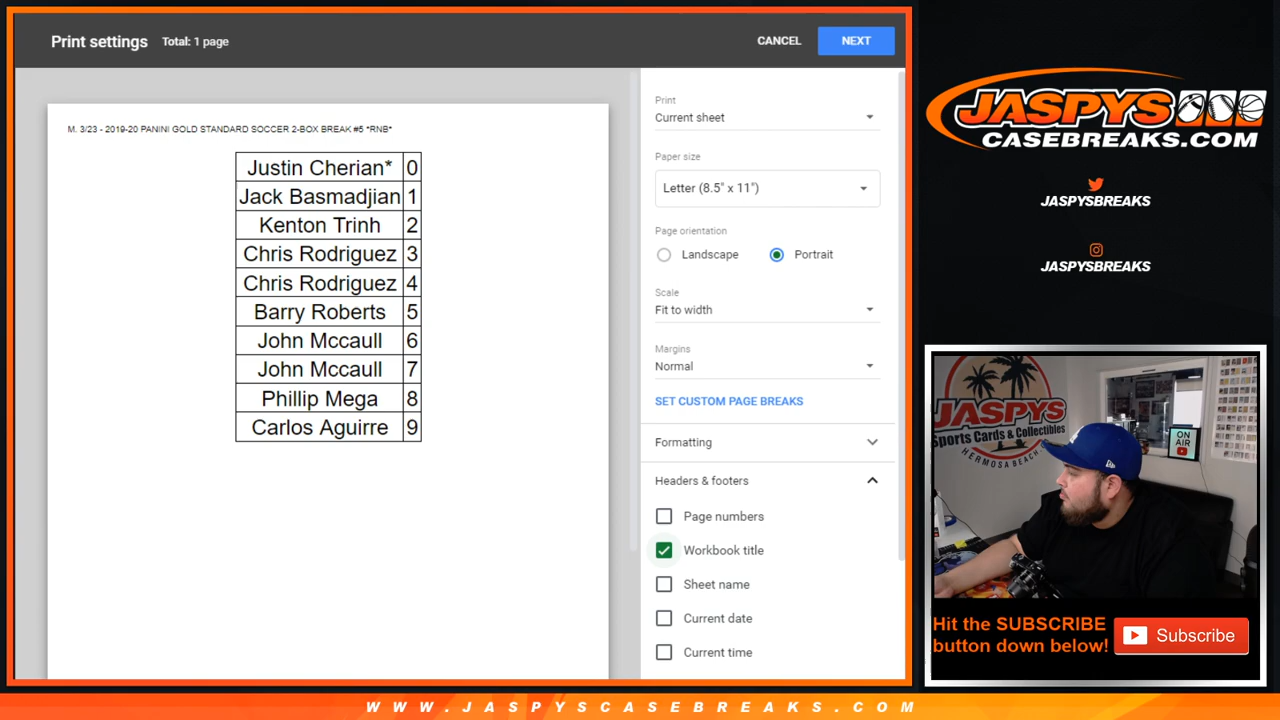 Print settings Total: 1 page CANCEL NEXT
M. 3/23 - 2019-20 PANINI GOLD STANDARD SOCCER 2-BOX BREAK #5 *RNB*
Justin Cherian* 0
Jack Basmadjian 1
Kenton Trinh 2
Chris Rodriguez 3
Chris Rodriguez 4
Barry Roberts 5
John Mccaull 6
John Mccaull 7
Phillip Mega 8
Carlos Aguirre 9
Print
Current sheet
Paper size
Letter (8.5" x 11")
Page orientation
Landscape Portrait
Scale
Fit to width
Margins
Normal
SET CUSTOM PAGE BREAKS
Formatting
Headers & footers
Page numbers
Workbook title
Sheet name
Current date
Current time
JASPYS
CASEBREAKS.COM
JASPYSBREAKS
JASPYSBREAKS
JASPYS
Sports Cards & Collectibles
HERMOSA BEACH
ON
AIR
Hit the SUBSCRIBE
button down below!
Subscribe
WWW.JASPYSCASEBREAKS.COM